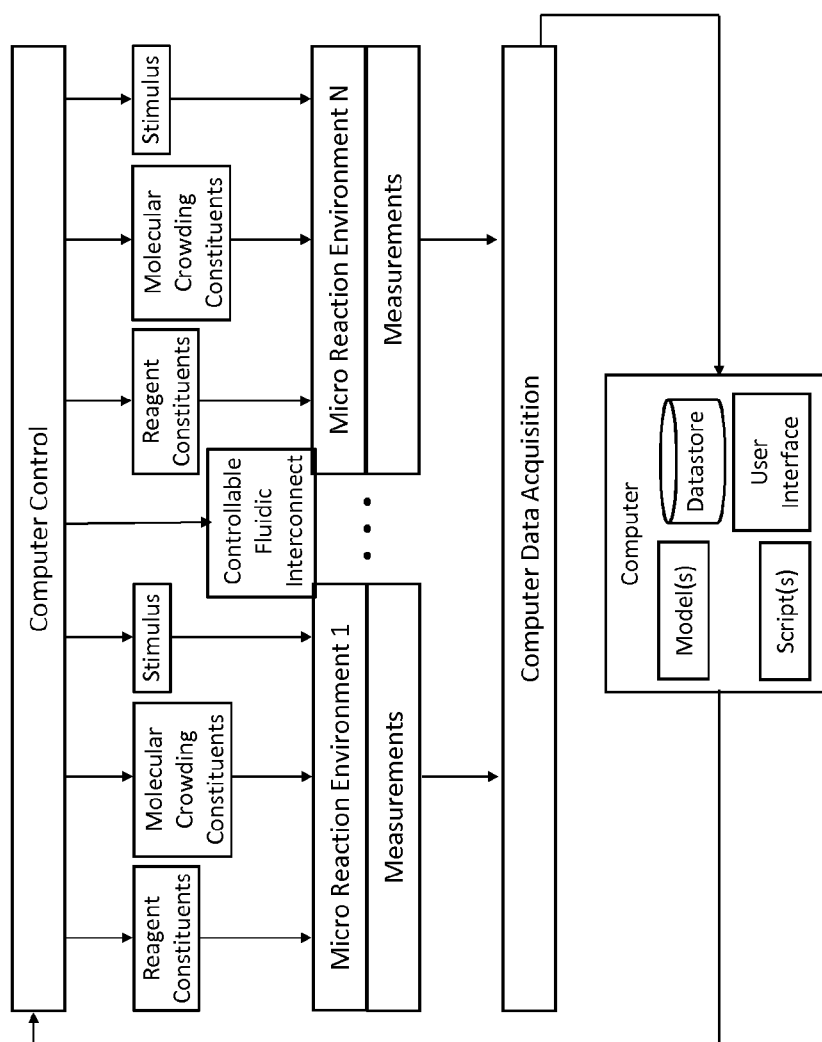 Computer Control
Reagent
Constituents
Molecular
Crowding
Constituents
Stimulus
Controllable
Fluidic
Interconnect
Reagent
Constituents
Molecular
Crowding
Constituents
Stimulus
Micro Reaction Environment 1
Measurements
• • •
Micro Reaction Environment N
Measurements
Computer Data Acquisition
Computer
Model(s)
Datastore
Script(s)
User
Interface